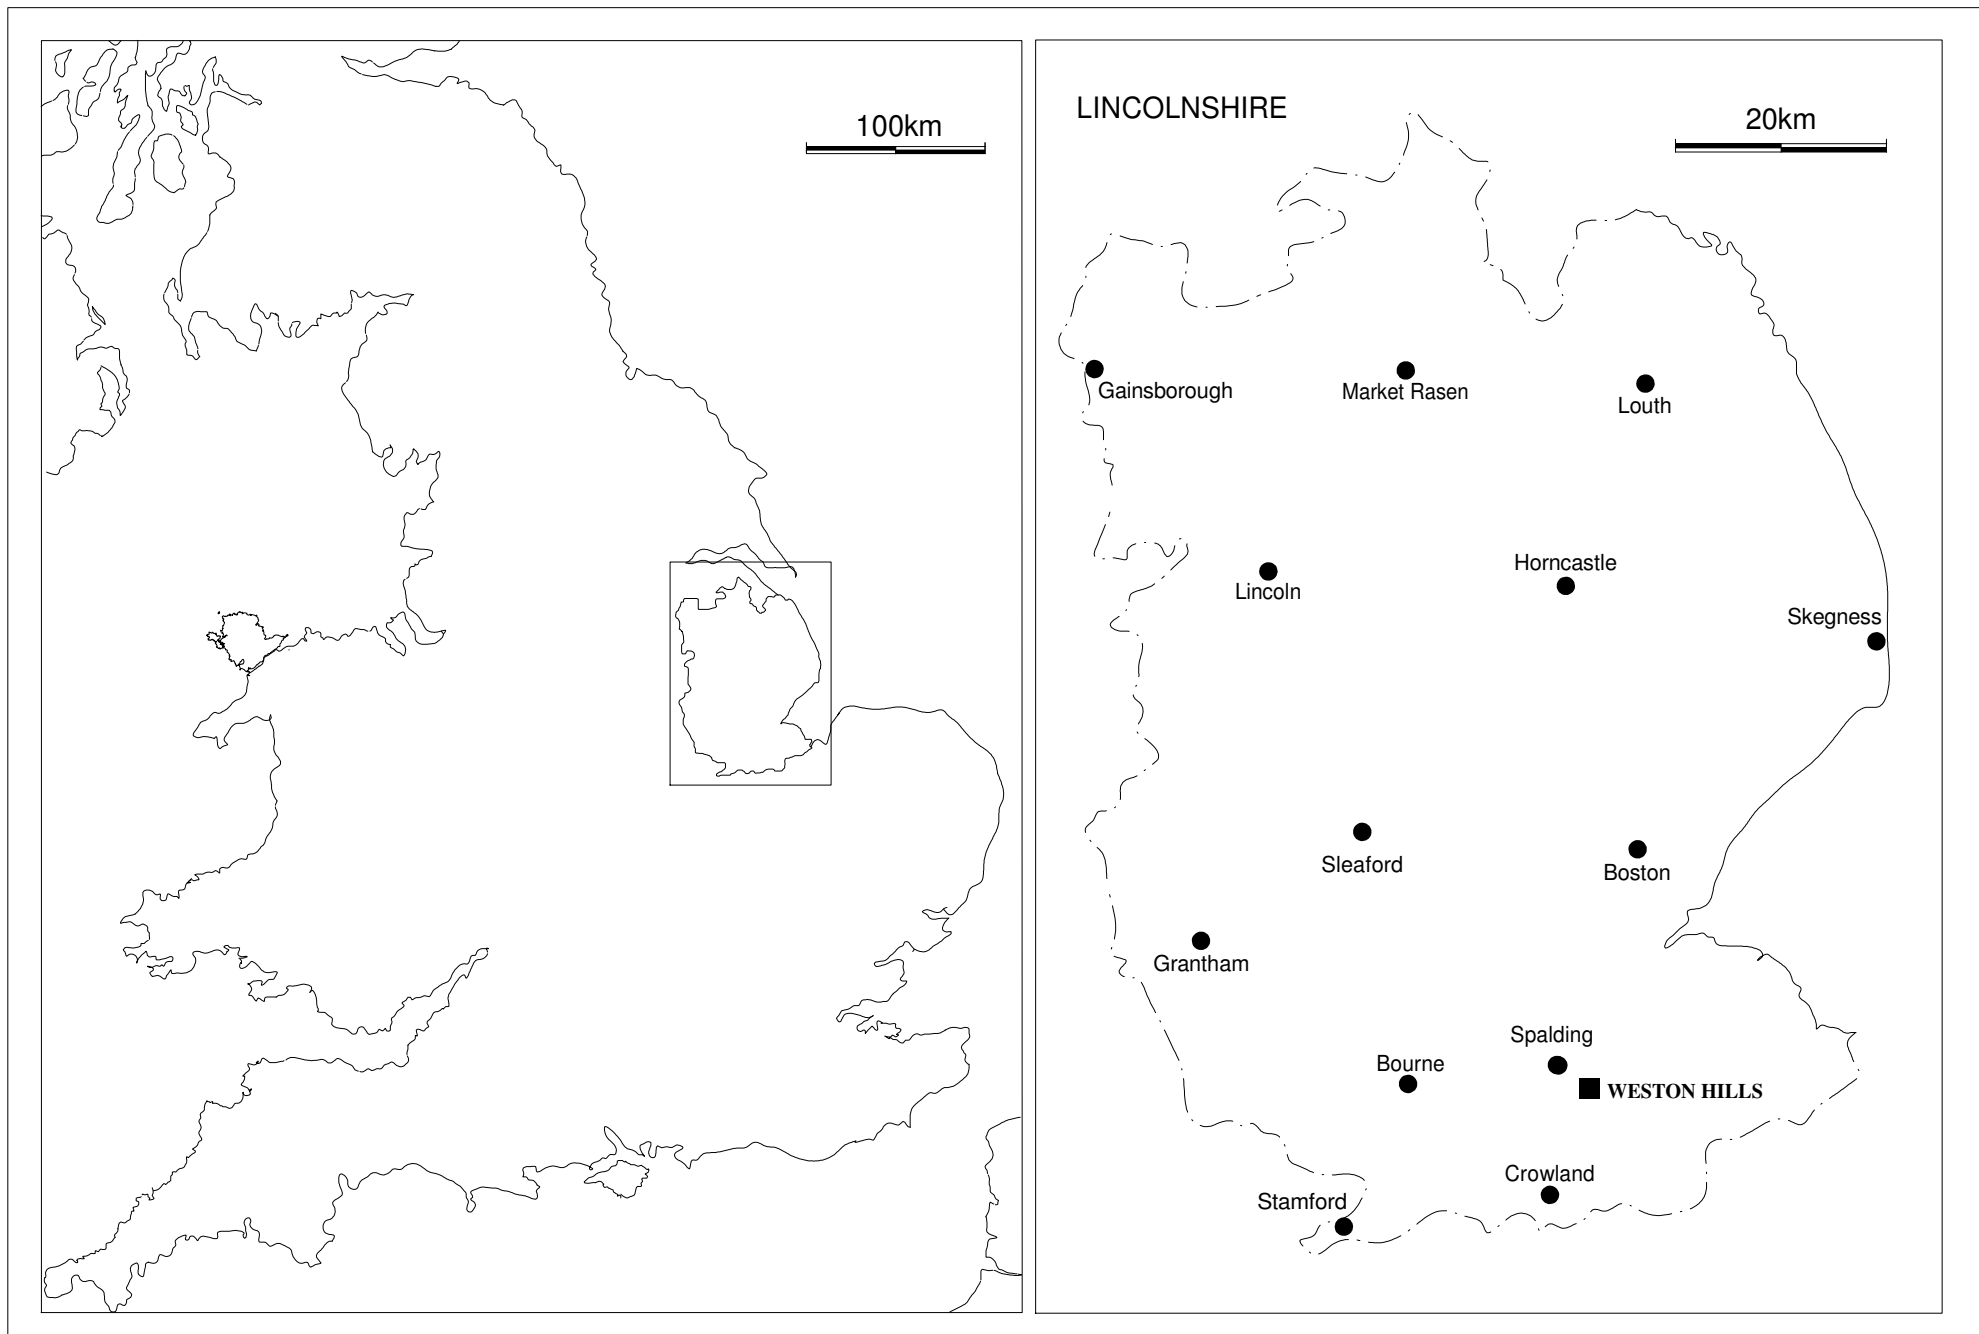 100km
LINCOLNSHIRE
20km
Gainsborough
Market Rasen
Louth
Lincoln
Horncastle
Skegness
Sleaford
Boston
Grantham
Spalding
Bourne
WESTON HILLS
Crowland
Stamford